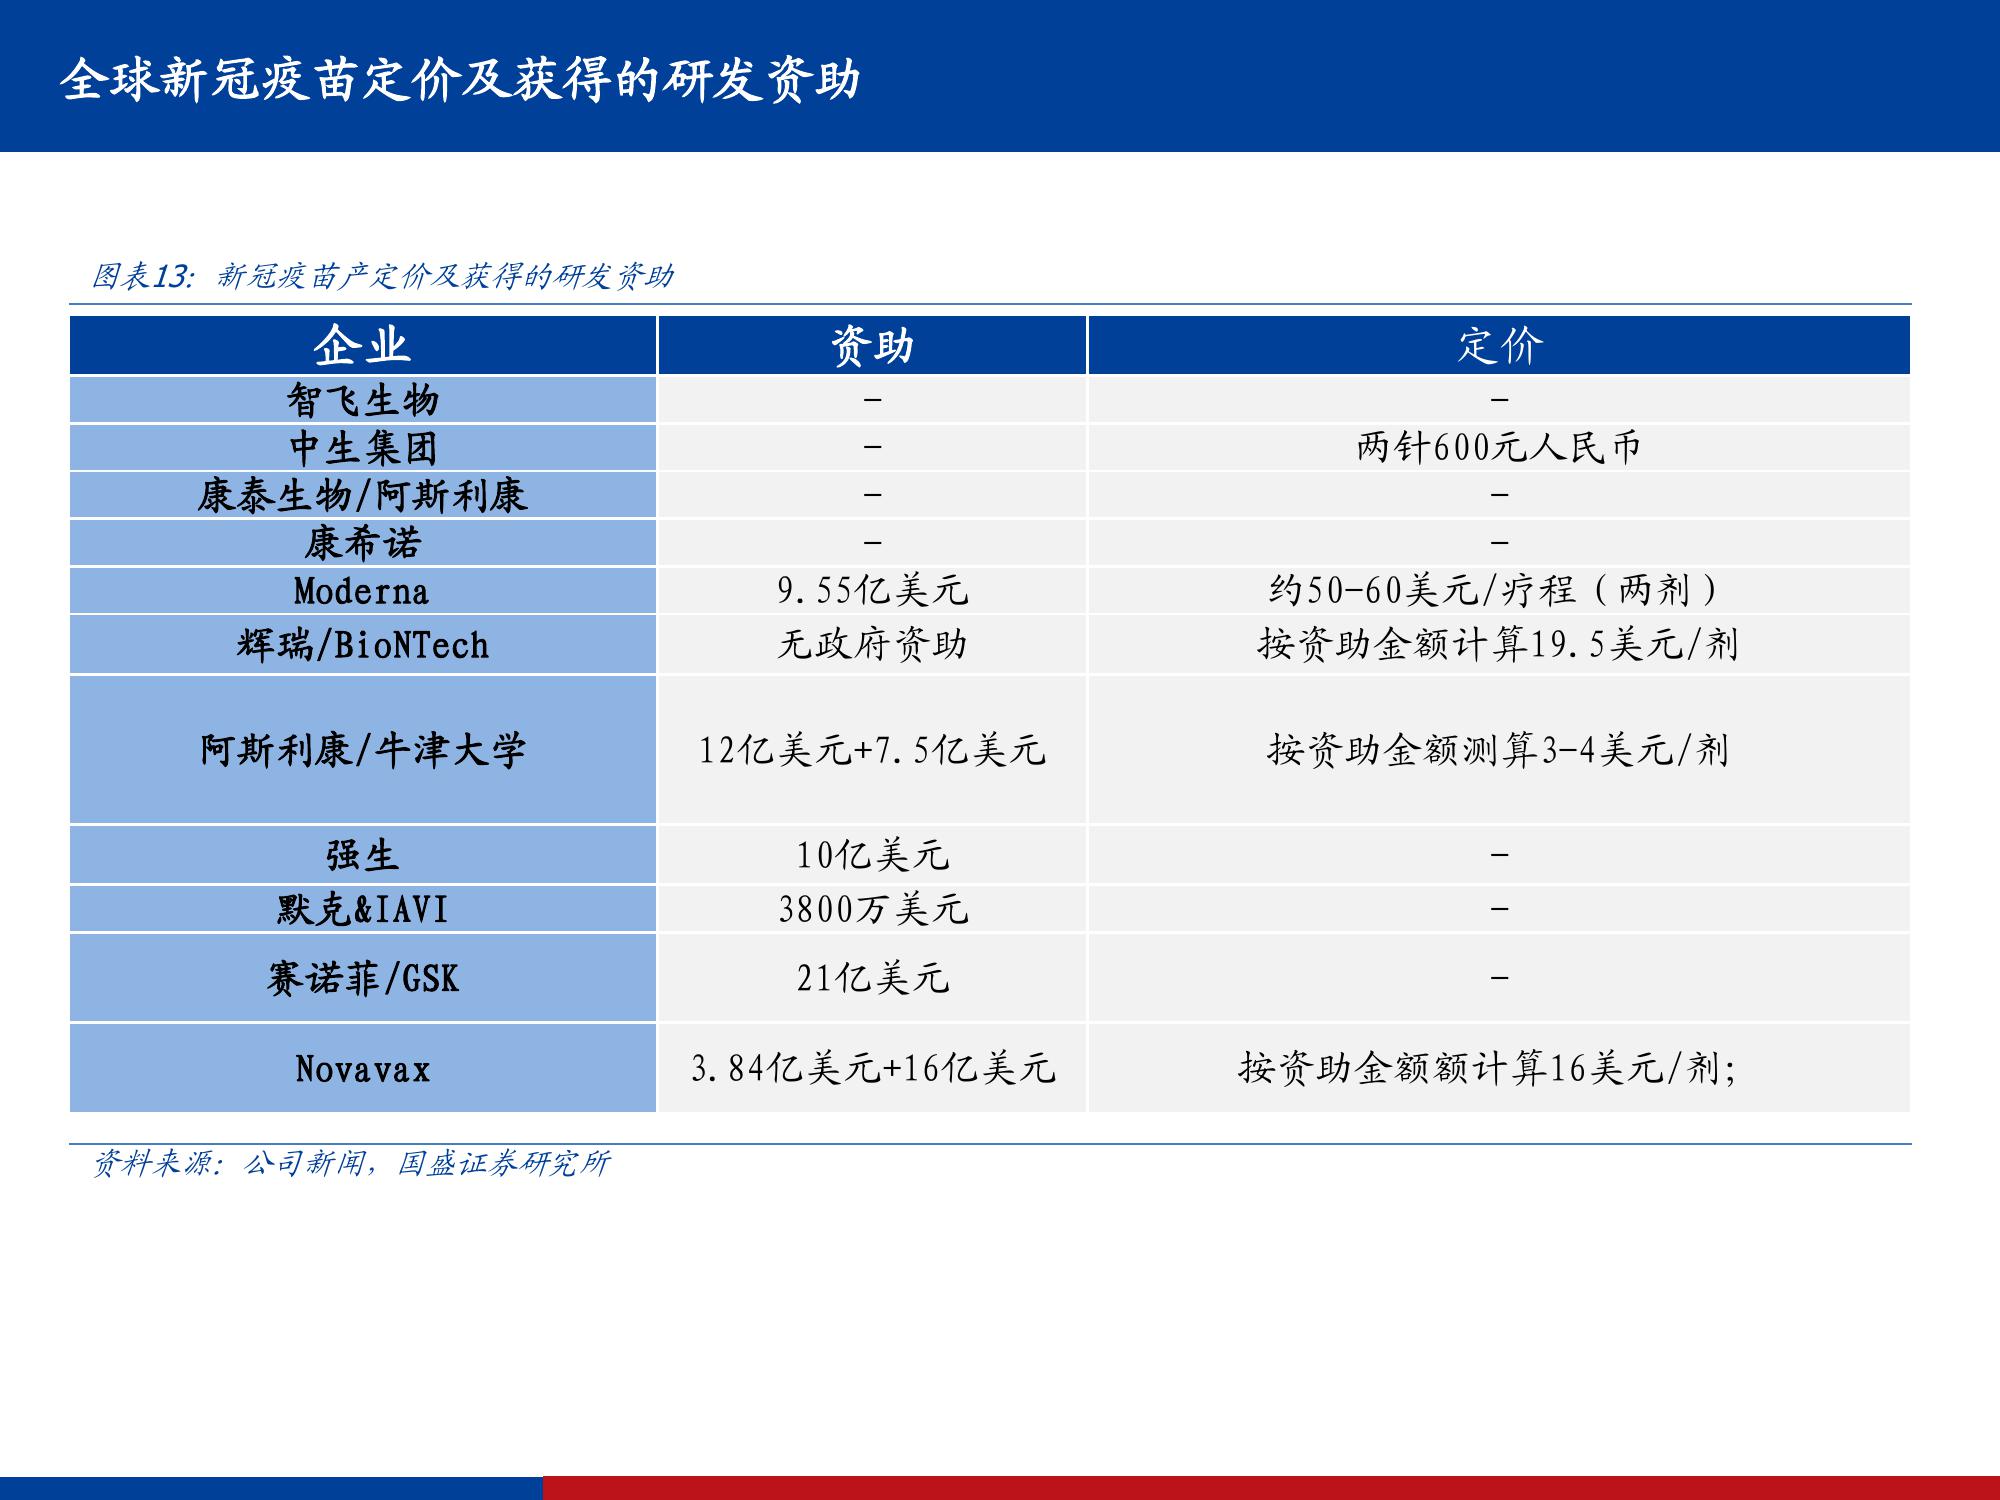 全球新冠疫苗定价及获得的研发资助
图表13：新冠疫苗产定价及获得的研发资助
企业 资助 定价
智飞生物 – –
中生集团 – 两针600元人民币
康泰生物/阿斯利康 – –
康希诺 – –
Moderna 9.55亿美元 约50-60美元/疗程（两剂）
辉瑞/BioNTech 无政府资助 按资助金额计算19.5美元/剂
阿斯利康/牛津大学 12亿美元+7.5亿美元 按资助金额测算3-4美元/剂
强生 10亿美元 –
默克&IAVI 3800万美元 –
赛诺菲/GSK 21亿美元 –
Novavax 3.84亿美元+16亿美元 按资助金额额计算16美元/剂;
资料来源：公司新闻，国盛证券研究所